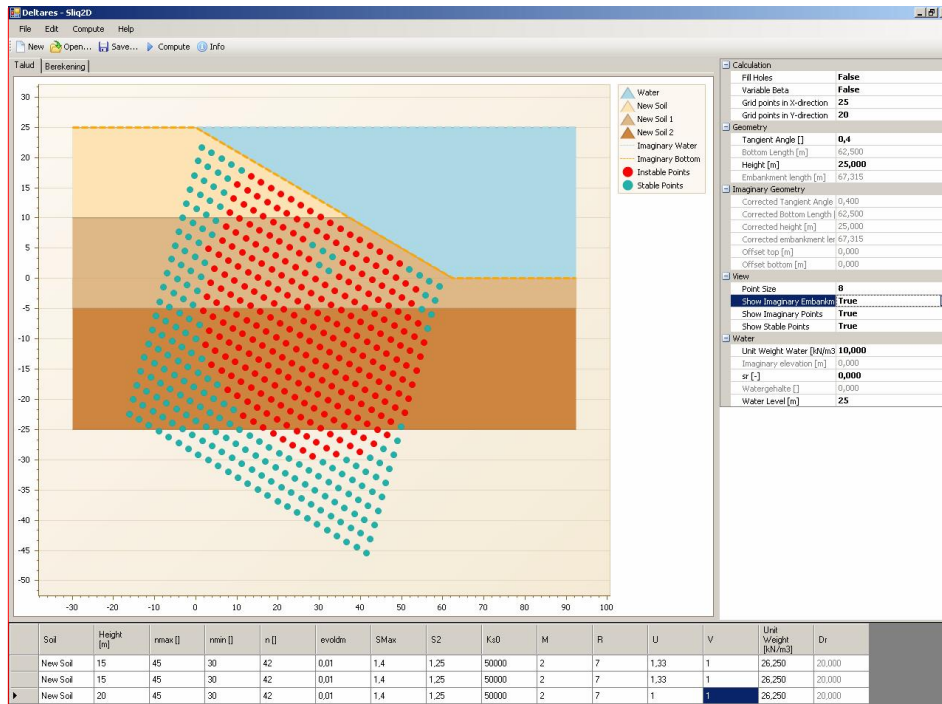 Deltares - Sliq2D
File Edit Compute Help
New Open... Save... Compute Info
Talud Berekening
30
25
20
15
10
5
0
-5
-10
-15
-20
-25
-30
-35
-40
-45
-50
-30 -20 -10 0 10 20 30 40 50 60 70 80 90 100
Water
New Soil
New Soil 1
New Soil 2
Imaginary Water
Imaginary Bottom
Instable Points
Stable Points
Calculation
Fill Holes False
Variable Beta False
Grid points in X-direction 25
Grid points in Y-direction 20
Geometry
Tangient Angle [] 0,4
Bottom Length [m] 62,500
Height [m] 25,000
Embankment length [m] 67,315
Imaginary Geometry
Corrected Tangient Angle 0,400
Corrected Bottom Length [ 62,500
Corrected height [m] 25,000
Corrected embankment ler 67,315
Offset top [m] 0,000
Offset bottom [m] 0,000
View
Point Size 8
Show Imaginary Embankm True
Show Imaginary Points True
Show Stable Points True
Water
Unit Weight Water [kN/m3 10,000
Imaginary elevation [m] 0,000
sr [-] 0,000
Watergehalte [] 0,000
Water Level [m] 25
Soil Height [m] nmax [] nmin [] n [] evoldm SMax S2 Ks0 M R U V Unit Weight [kN/m3] Dr
New Soil 15 45 30 42 0,01 1,4 1,25 50000 2 7 1,33 1 26,250 20,000
New Soil 15 45 30 42 0,01 1,4 1,25 50000 2 7 1,33 1 26,250 20,000
New Soil 20 45 30 42 0,01 1,4 1,25 50000 2 7 1 1 26,250 20,000